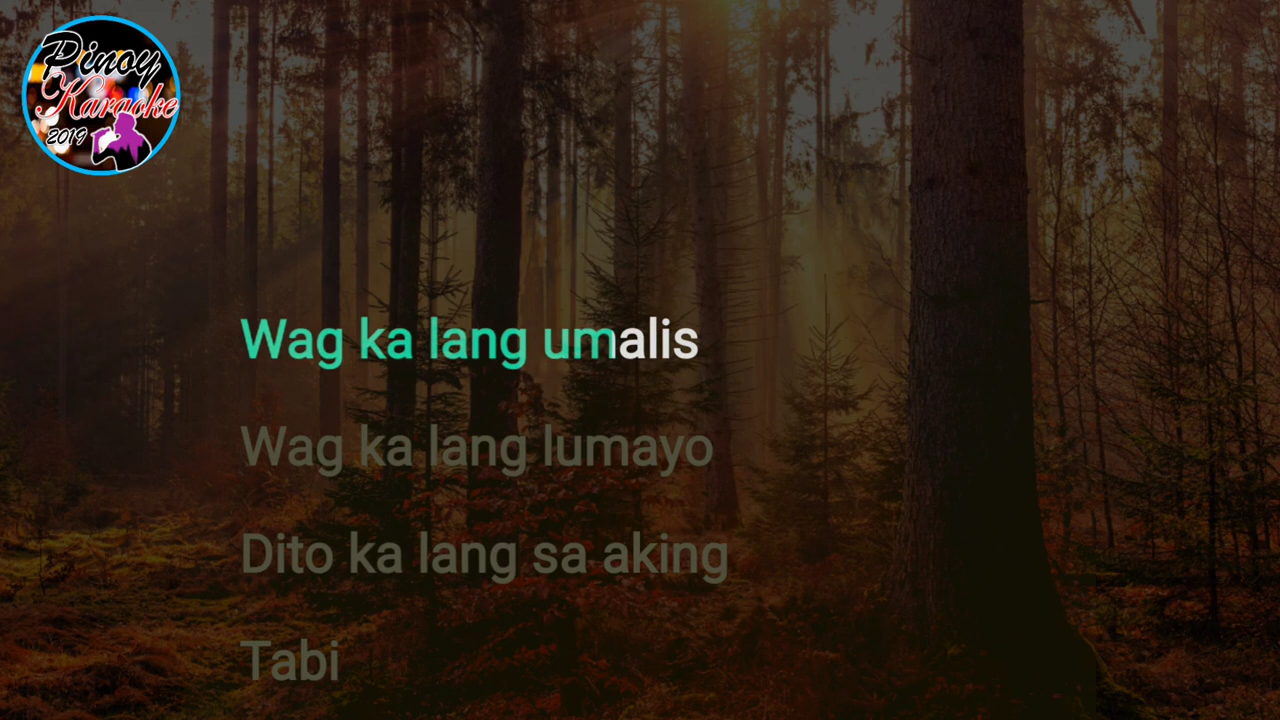 Pinoy
Karaoke
2019
Wag ka lang umalis
Wag ka lang lumayo
Dito ka lang sa aking
Tabi